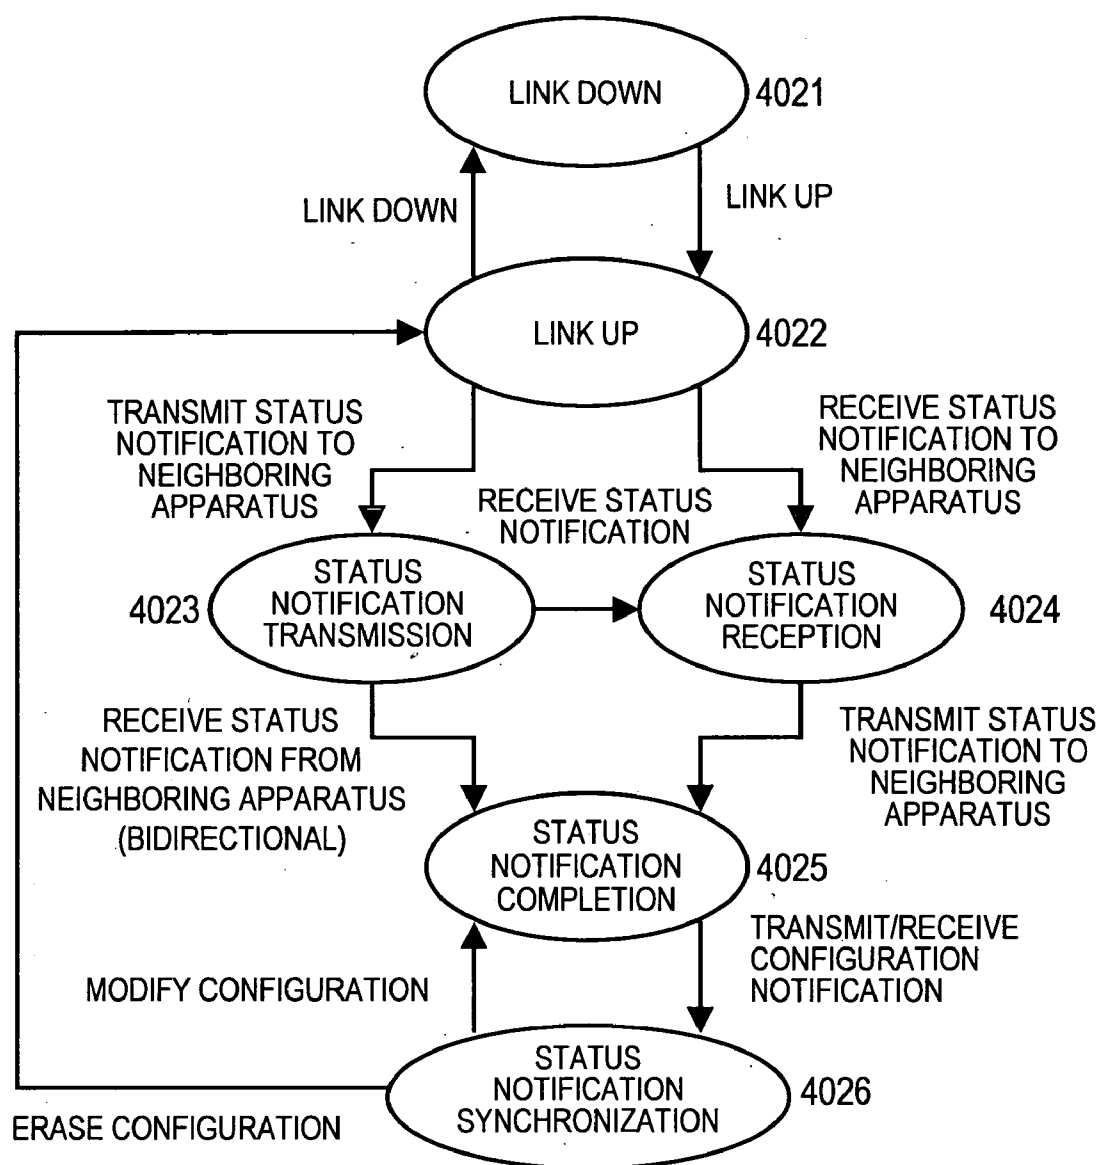 LINK DOWN
4021
LINK DOWN
LINK UP
LINK UP
4022
TRANSMIT STATUS
NOTIFICATION TO
NEIGHBORING
APPARATUS
RECEIVE STATUS
NOTIFICATION TO
NEIGHBORING
APPARATUS
RECEIVE STATUS
NOTIFICATION
4023
STATUS
NOTIFICATION
TRANSMISSION
STATUS
NOTIFICATION
RECEPTION
4024
RECEIVE STATUS
NOTIFICATION FROM
NEIGHBORING APPARATUS
(BIDIRECTIONAL)
TRANSMIT STATUS
NOTIFICATION TO
NEIGHBORING
APPARATUS
STATUS
NOTIFICATION
COMPLETION
4025
MODIFY CONFIGURATION
TRANSMIT/RECEIVE
CONFIGURATION
NOTIFICATION
STATUS
NOTIFICATION
SYNCHRONIZATION
4026
ERASE CONFIGURATION